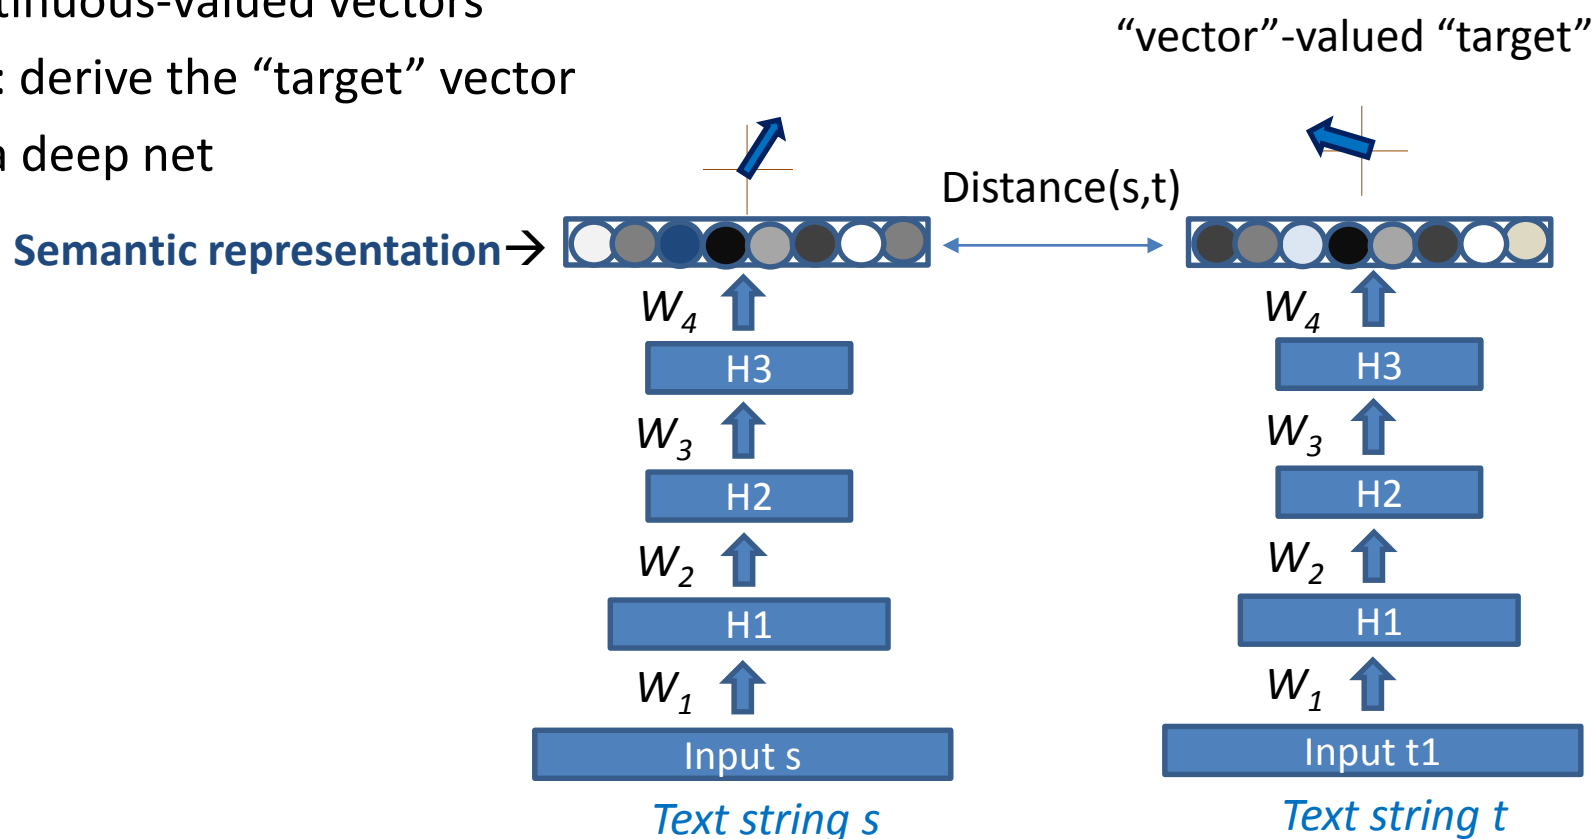 “vector”-valued “target”
: derive the “target” vector
deep net
Distance(s,t)
Semantic representation→
W4 W4
H3 H3
W3 W3
H2 H2
W2 W2
H1 H1
W1 W1
Input s Input t1
Text string s Text string t